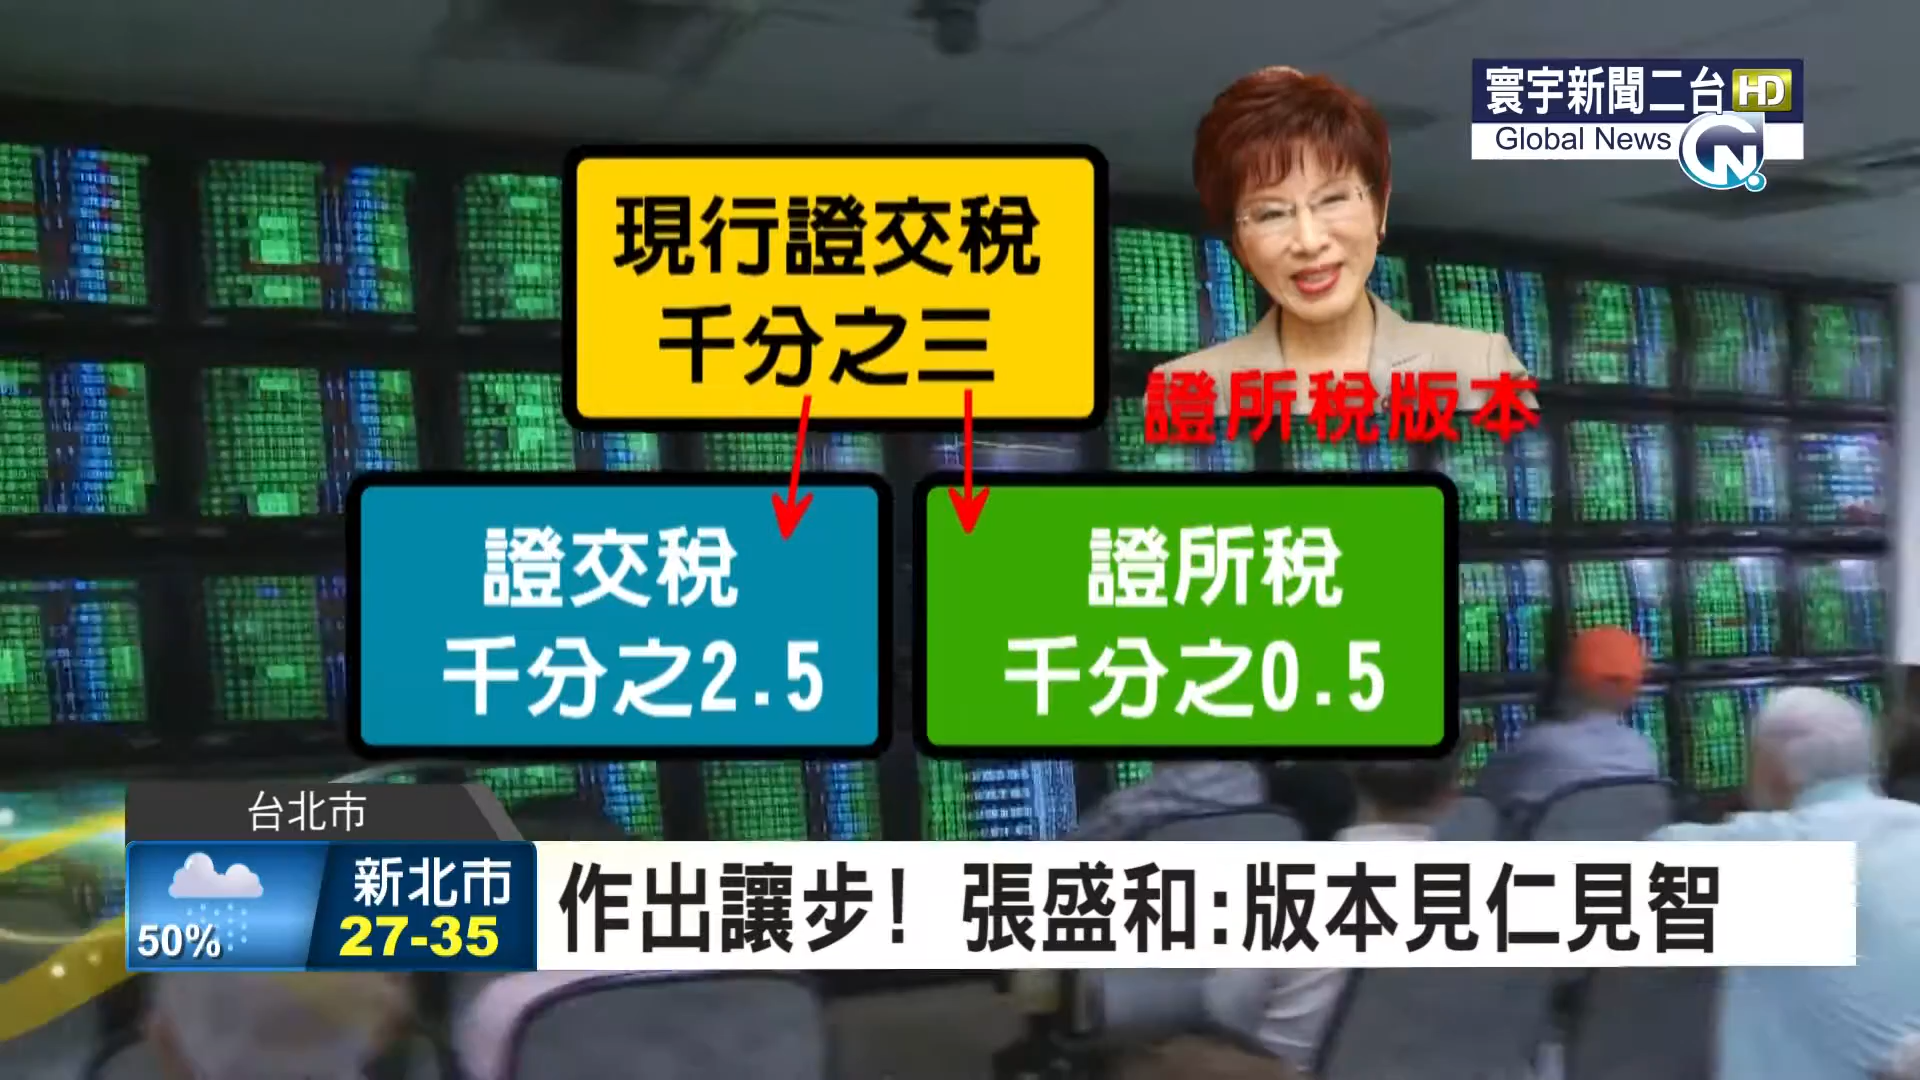 寰宇新聞二台 HD
Global News
現行證交稅
千分之三
證所稅版本
證交稅
千分之2.5
證所稅
千分之0.5
台北市
新北市
50%
27-35
作出讓步! 張盛和:版本見仁見智